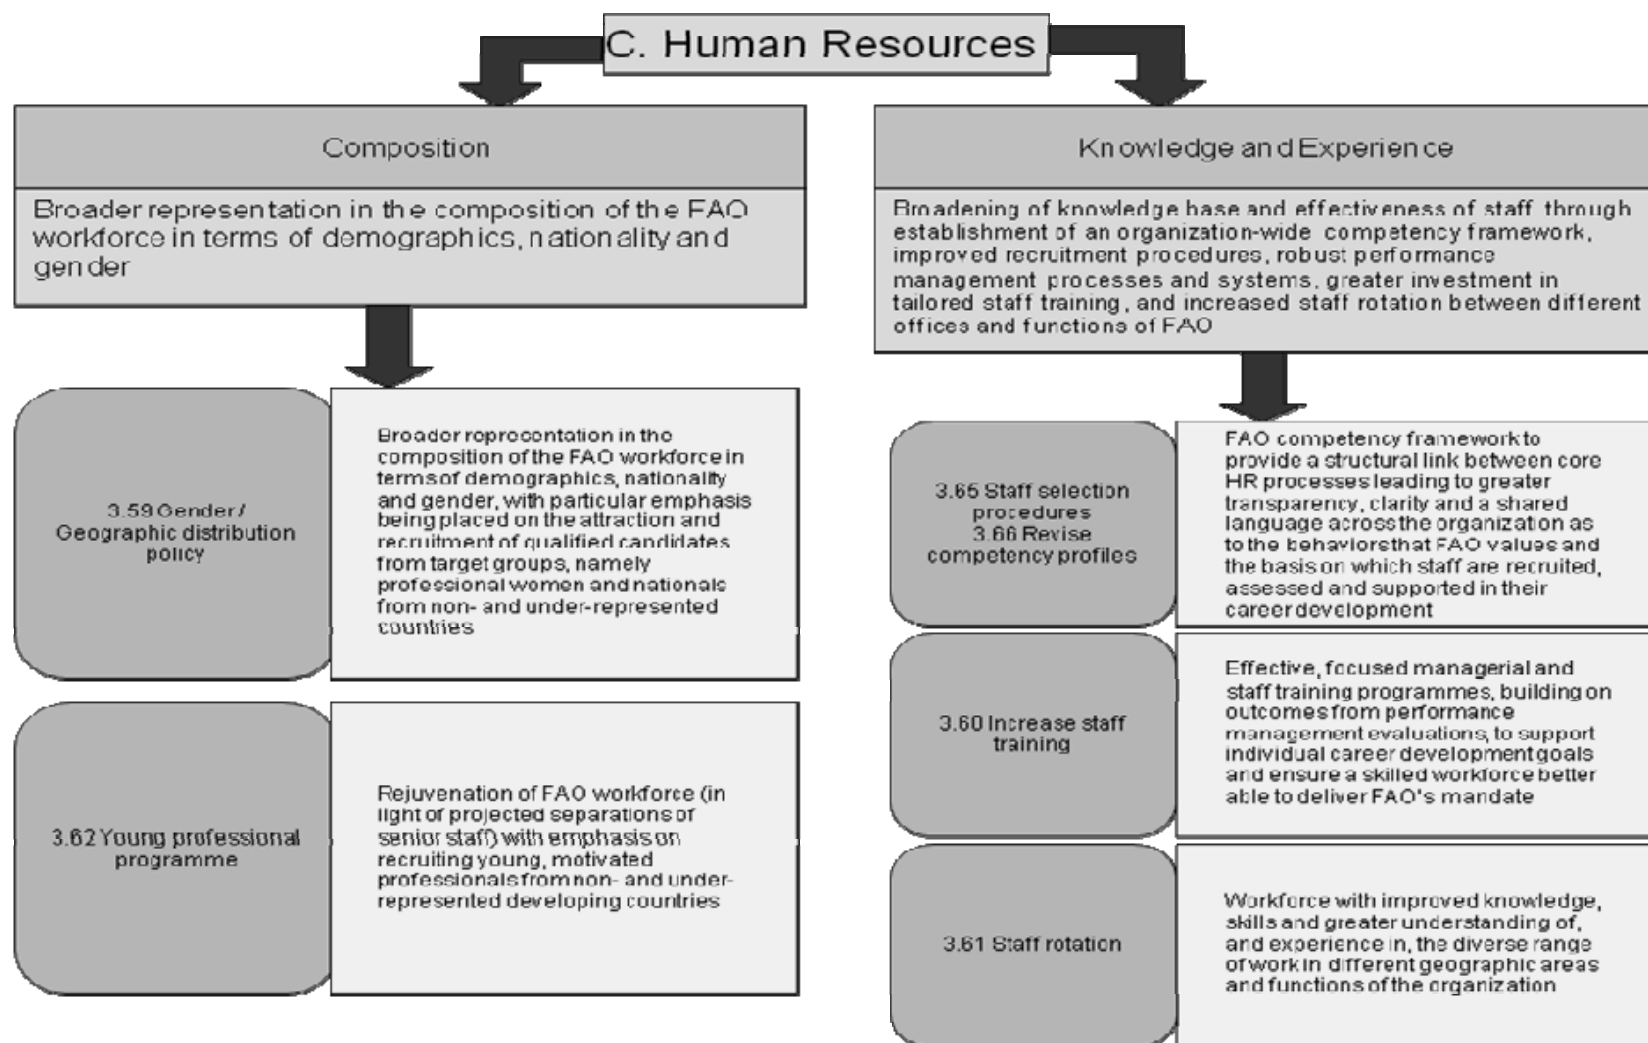 C. Human Resources
Composition
Broader representation in the composition of the FAO
workforce in terms of demographics, nationality and
gender
3.59 Gender /
Geographic distribution
policy
Broader representation in the
composition of the FAO workforce in
terms of demographics, nationality
and gender, with particular emphasis
being placed on the attraction and
recruitment of qualified candidates
from target groups, namely
professional women and nationals
from non- and under-represented
countries
3.62 Young professional
programme
Rejuvenation of FAO workforce (in
light of projected separations of
senior staff) with emphasis on
recruiting young, motivated
professionals from non- and under-
represented developing countries
Knowledge and Experience
Broadening of knowledge base and effectiveness of staff through
establishment of an organization-wide competency framework,
improved recruitment procedures, robust performance
management processes and systems, greater investment in
tailored staff training, and increased staff rotation between different
offices and functions of FAO
3.65 Staff selection
procedures
3.66 Revise
competency profiles
FAO competency framework to
provide a structural link between core
HR processes leading to greater
transparency, clarity and a shared
language across the organization as
to the behaviors that FAO values and
the basis on which staff are recruited,
assessed and supported in their
career development
3.60 Increase staff
training
Effective, focused managerial and
staff training programmes, building on
outcomes from performance
management evaluations, to support
individual career development goals
and ensure a skilled workforce better
able to deliver FAO's mandate
3.61 Staff rotation
Workforce with improved knowledge,
skills and greater understanding of,
and experience in, the diverse range
of work in different geographic areas
and functions of the organization